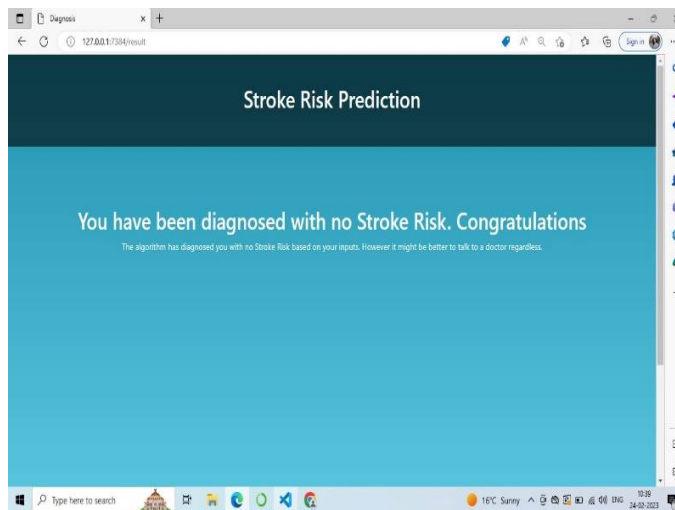 Diagnosis
127.0.0.1:7384/result
Sign in
Stroke Risk Prediction
You have been diagnosed with no Stroke Risk. Congratulations
The algorithm has diagnosed you with no Stroke Risk based on your inputs. However it might be better to talk to a doctor regardless.
Type here to search
16°C Sunny
ENG
10:39
24-02-2023